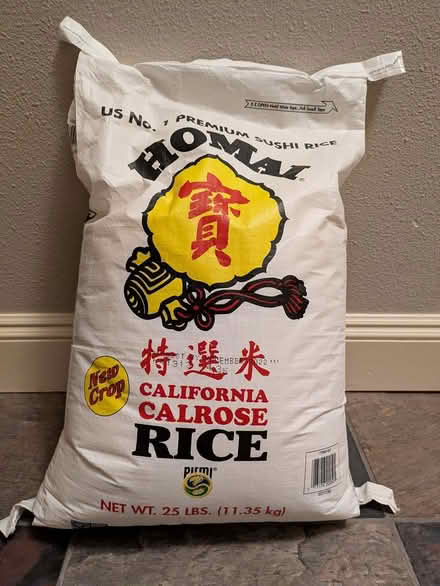 US No. 1 PREMIUM SUSHI RICE
HOMAI
寶
特選米
New
Crop
CALIFORNIA
CALROSE
RICE
PIRMI
NET WT. 25 LBS. (11.35 kg)